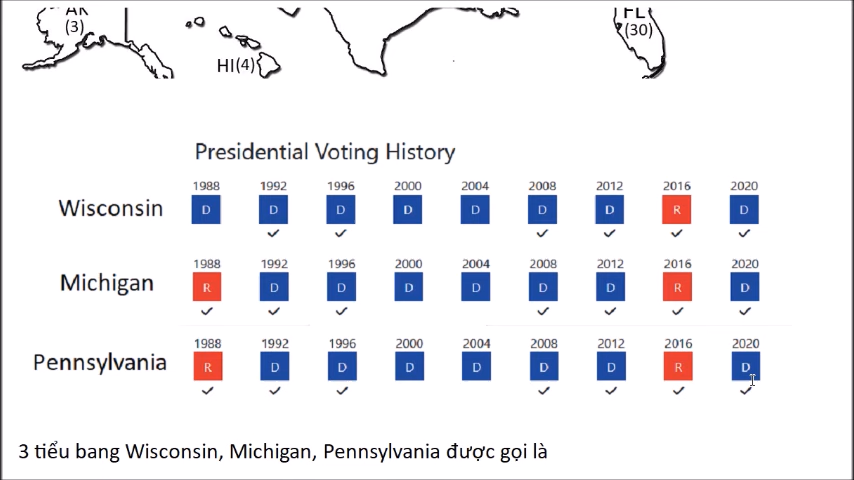 AK
(3)
HI(4)
FL
(30)
Presidential Voting History
1988 1992 1996 2000 2004 2008 2012 2016 2020
Wisconsin D D D D D D D R D
1988 1992 1996 2000 2004 2008 2012 2016 2020
Michigan R D D D D D D R D
1988 1992 1996 2000 2004 2008 2012 2016 2020
Pennsylvania R D D D D D D R D
3 tiểu bang Wisconsin, Michigan, Pennsylvania được gọi là